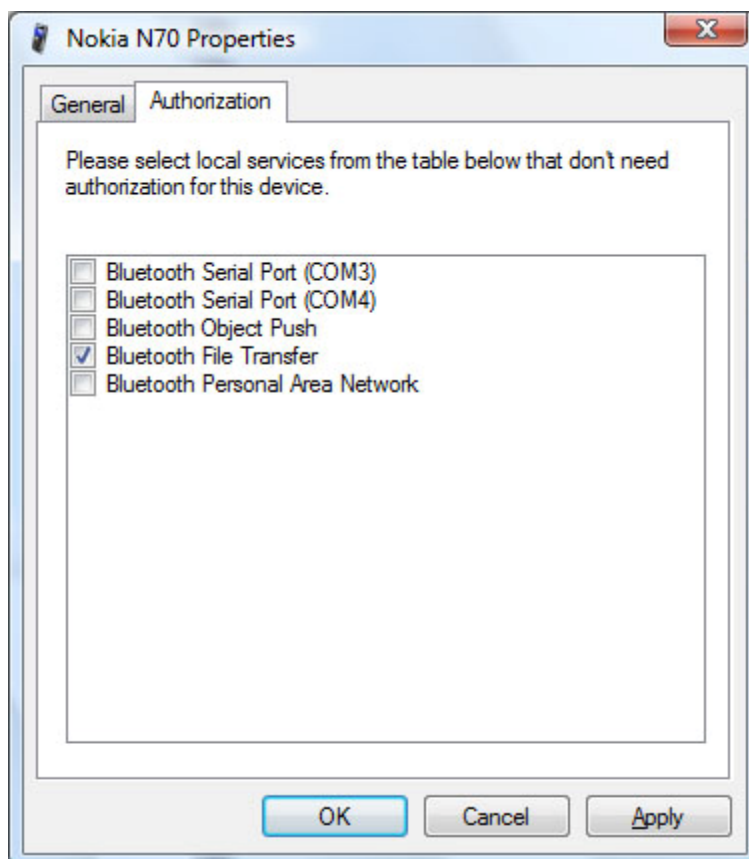 Nokia N70 Properties
General
Authorization
Please select local services from the table below that don't need
authorization for this device.
Bluetooth Serial Port (COM3)
Bluetooth Serial Port (COM4)
Bluetooth Object Push
Bluetooth File Transfer
Bluetooth Personal Area Network
OK
Cancel
Apply